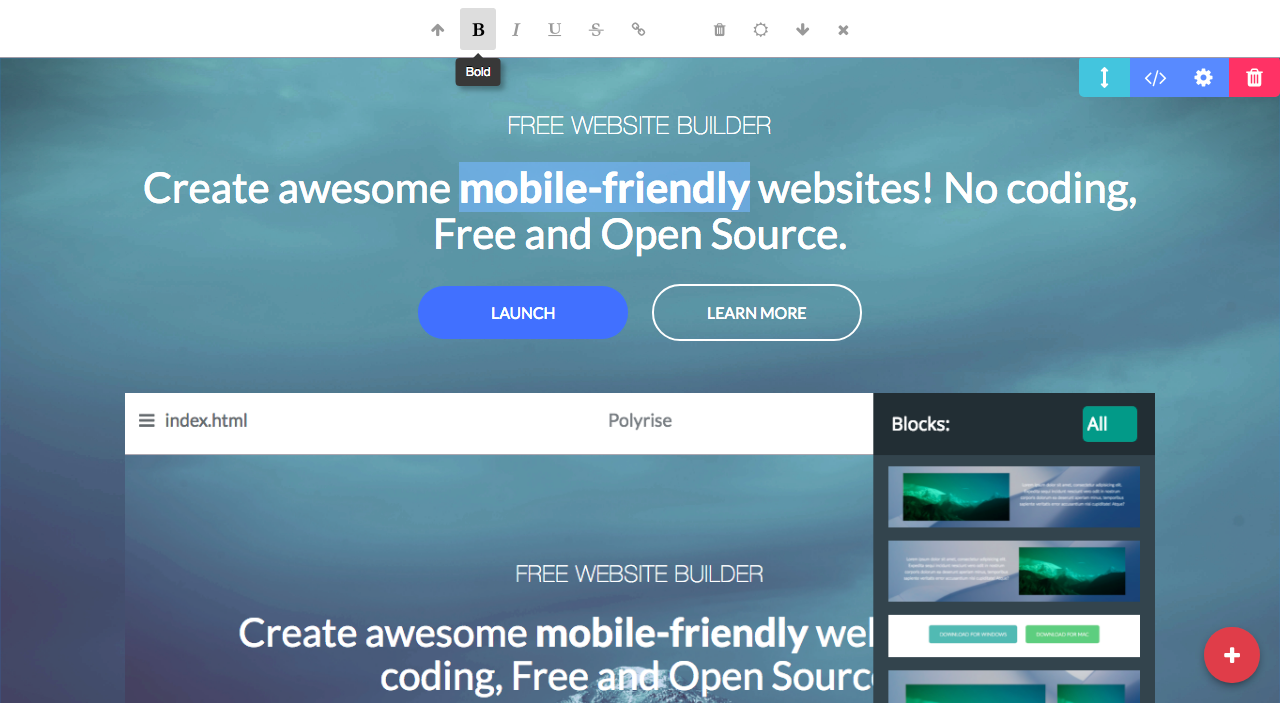 B I U S
Bold
</>
FREE WEBSITE BUILDER
Create awesome mobile-friendly websites! No coding,
Free and Open Source.
LAUNCH LEARN MORE
index.html Polyrise Blocks: All
FREE WEBSITE BUILDER
Create awesome mobile-friendly wel
coding, Free and Open Sourc
DOWNLOAD FOR WINDOWS DOWNLOAD FOR MAC